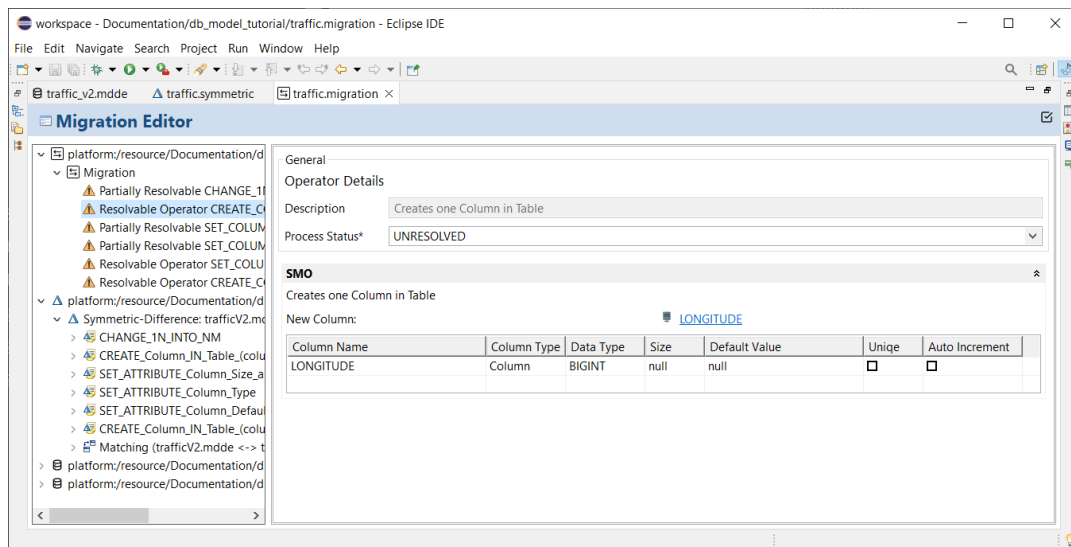 workspace - Documentation/db_model_tutorial/traffic.migration - Eclipse IDE
File Edit Navigate Search Project Run Window Help
traffic_v2.mdde traffic.symmetric traffic.migration
Migration Editor
platform:/resource/Documentation/d
Migration
Partially Resolvable CHANGE_1N
Resolvable Operator CREATE_C
Partially Resolvable SET_COLUM
Partially Resolvable SET_COLUM
Resolvable Operator SET_COLU
Resolvable Operator CREATE_C
platform:/resource/Documentation/d
Symmetric-Difference: trafficV2.md
CHANGE_1N_INTO_NM
CREATE_Column_IN_Table_(colu
SET_ATTRIBUTE_Column_Size_a
SET_ATTRIBUTE_Column_Type
SET_ATTRIBUTE_Column_Defaul
CREATE_Column_IN_Table_(colu
Matching (trafficV2.mdde <-> t
platform:/resource/Documentation/d
platform:/resource/Documentation/d
General
Operator Details
Description Creates one Column in Table
Process Status* UNRESOLVED
SMO
Creates one Column in Table
New Column: LONGITUDE
Column Name Column Type Data Type Size Default Value Uniqe Auto Increment
LONGITUDE Column BIGINT null null